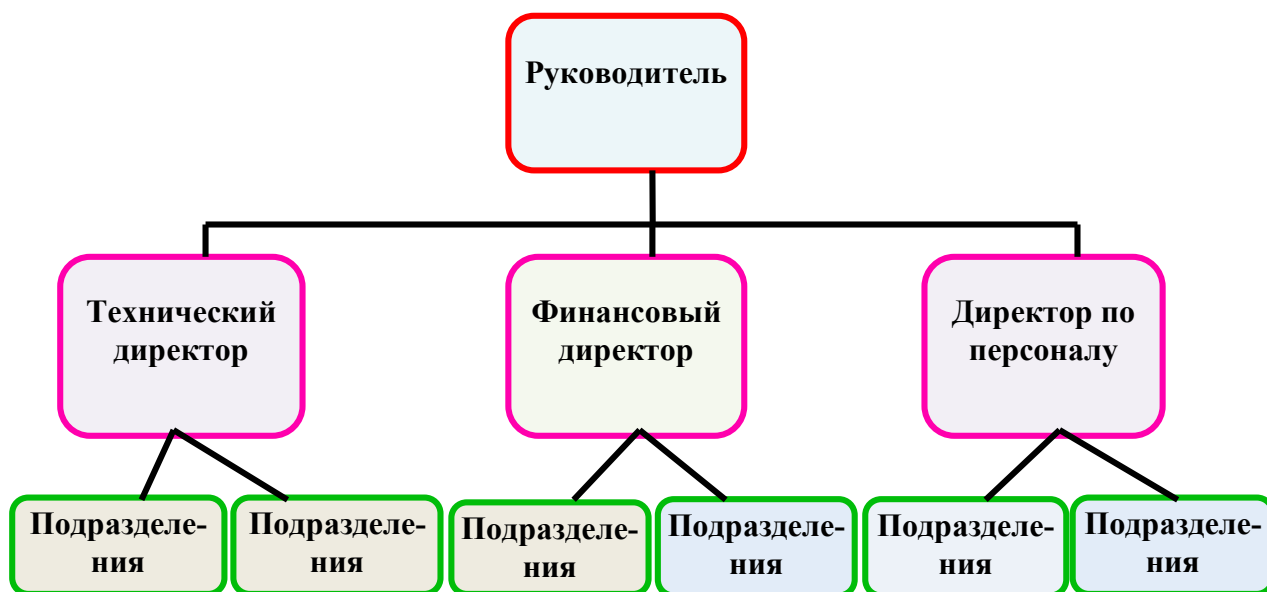 Руководитель
Технический
директор
Финансовый
директор
Директор по
персоналу
Подразделе-
ния
Подразделе-
ния
Подразделе-
ния
Подразделе-
ния
Подразделе-
ния
Подразделе-
ния